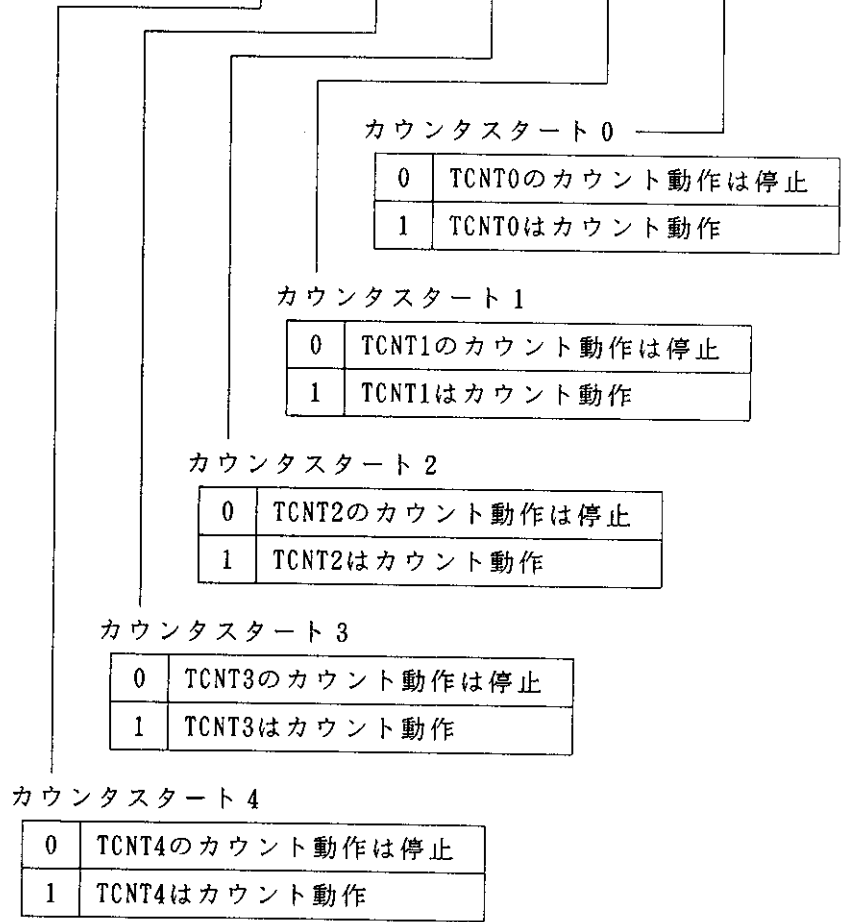 カウンタスタート0
0 TCNT0のカウント動作は停止
1 TCNT0はカウント動作
カウンタスタート1
0 TCNT1のカウント動作は停止
1 TCNT1はカウント動作
カウンタスタート2
0 TCNT2のカウント動作は停止
1 TCNT2はカウント動作
カウンタスタート3
0 TCNT3のカウント動作は停止
1 TCNT3はカウント動作
カウンタスタート4
0 TCNT4のカウント動作は停止
1 TCNT4はカウント動作